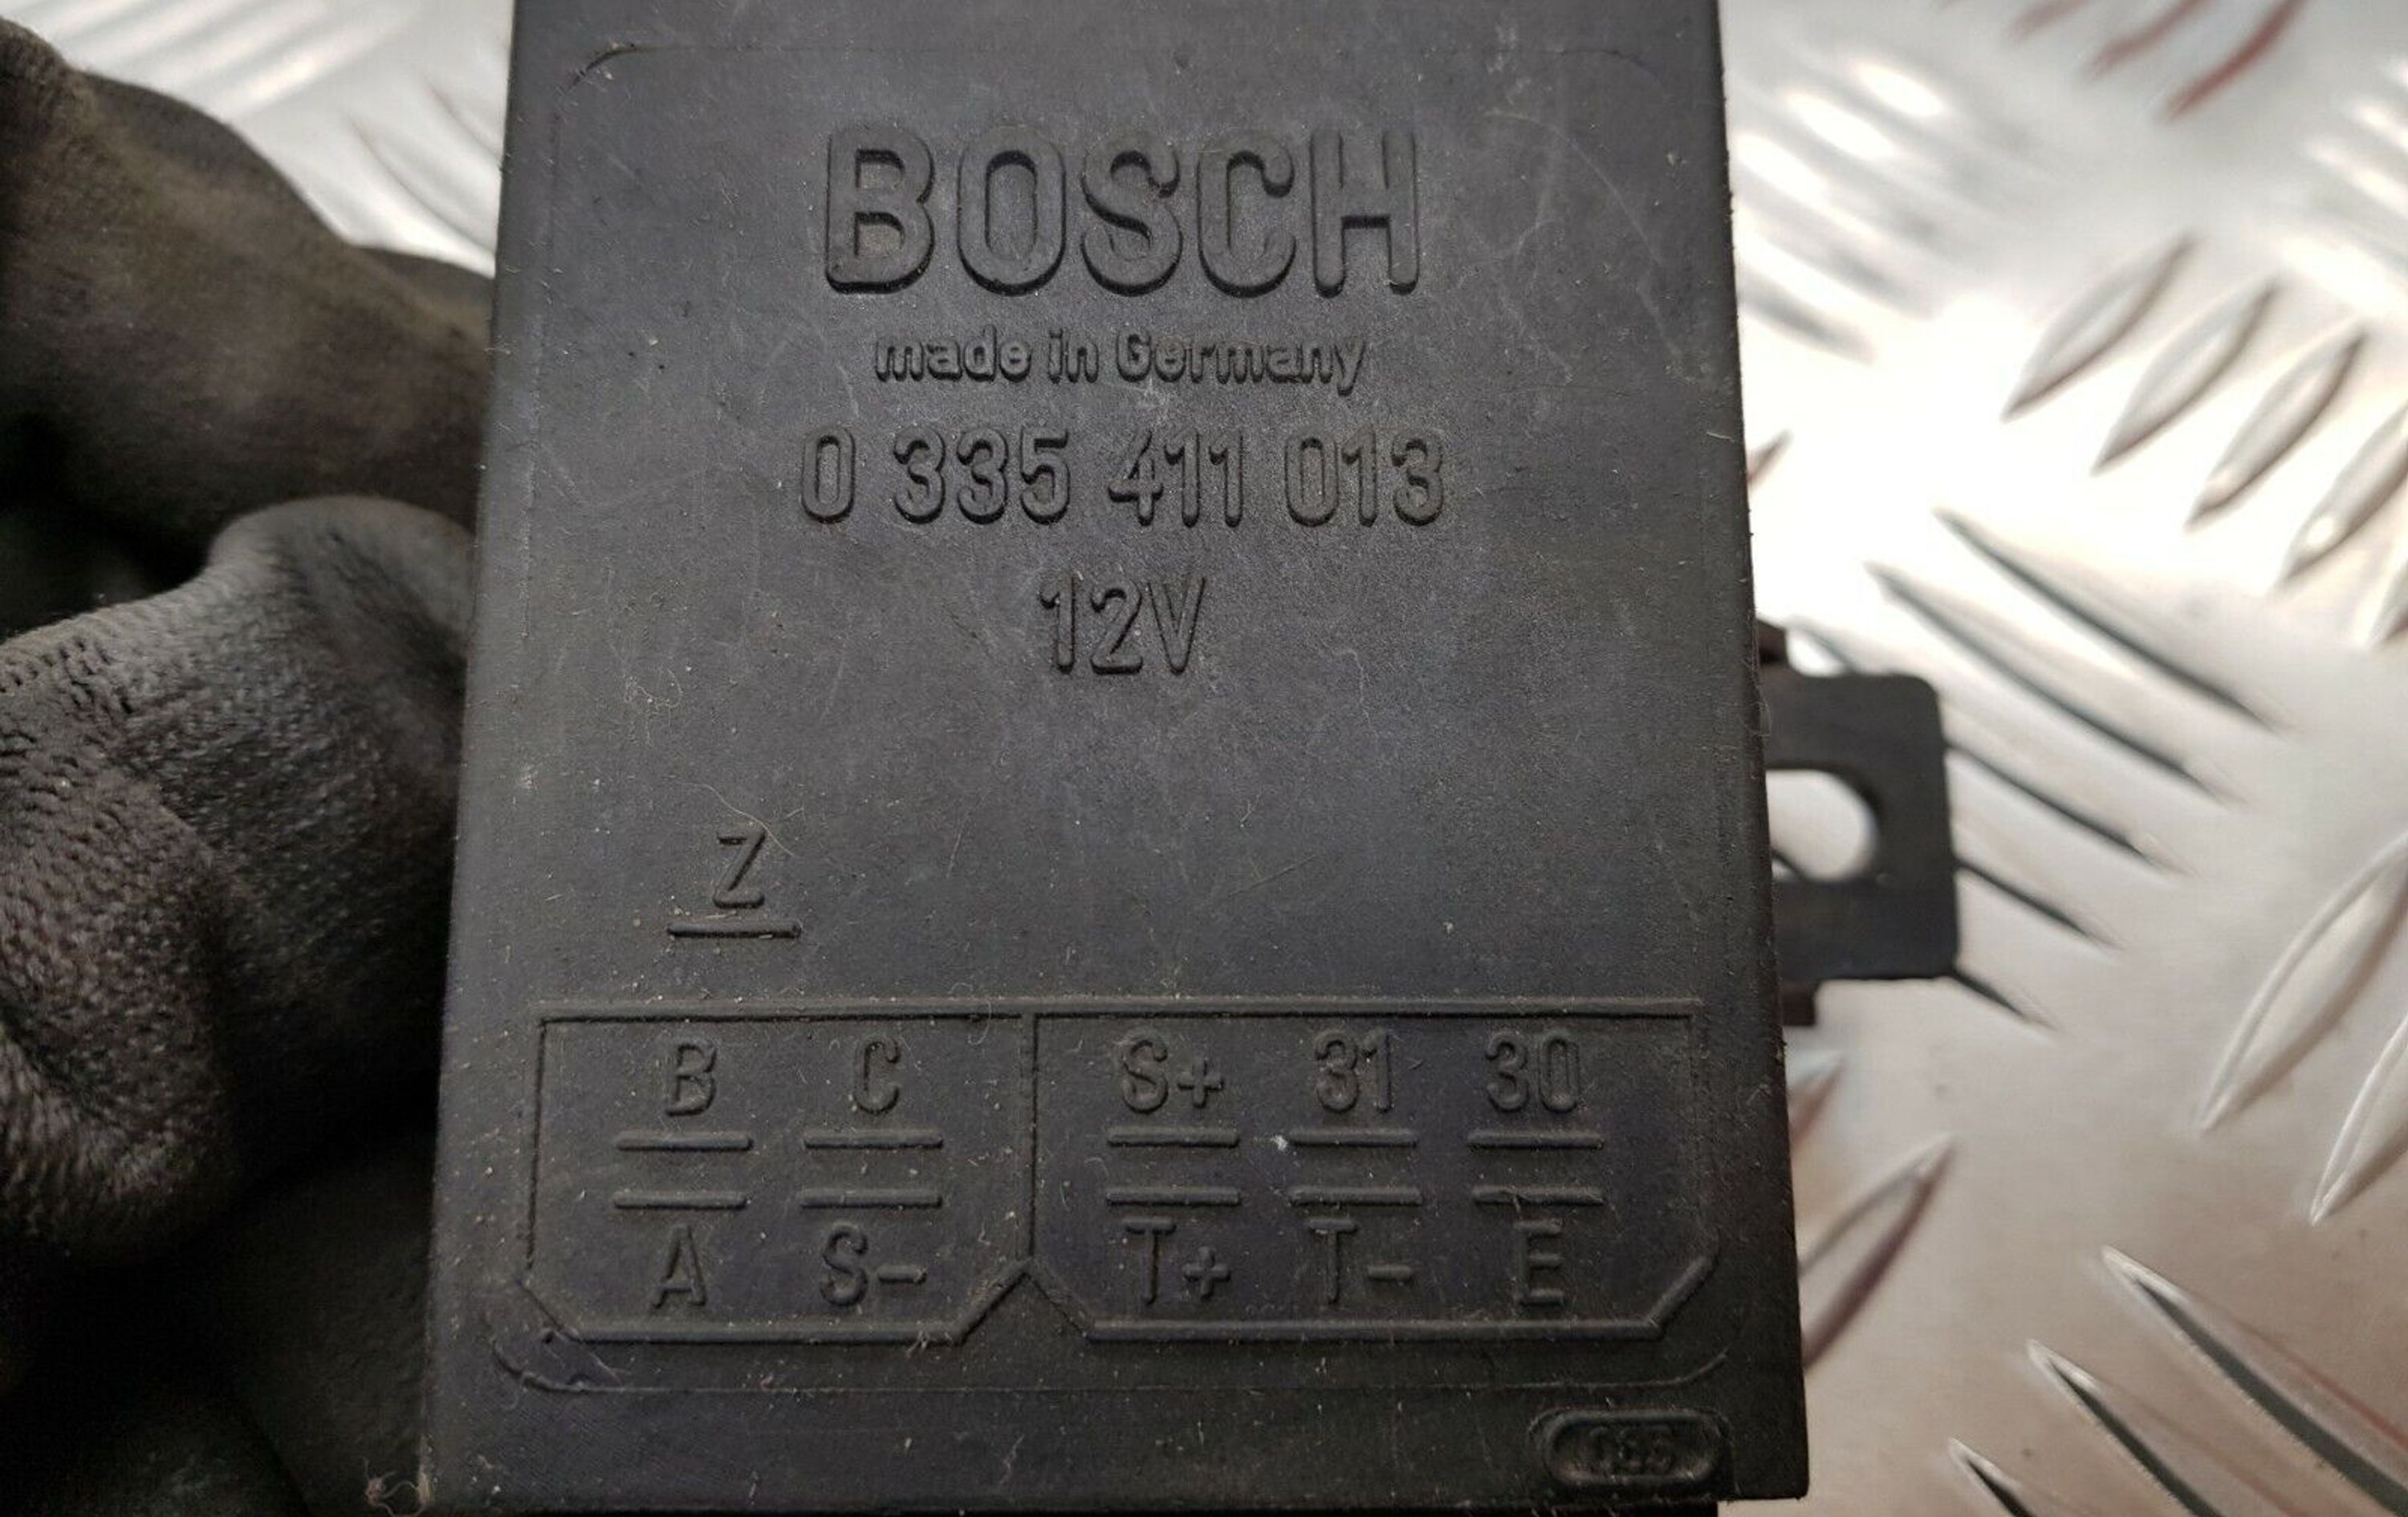 BOSCH
made in Germany
0 335 411 013
12V
Z
B C S+ 31 30
A S- T+ T- E